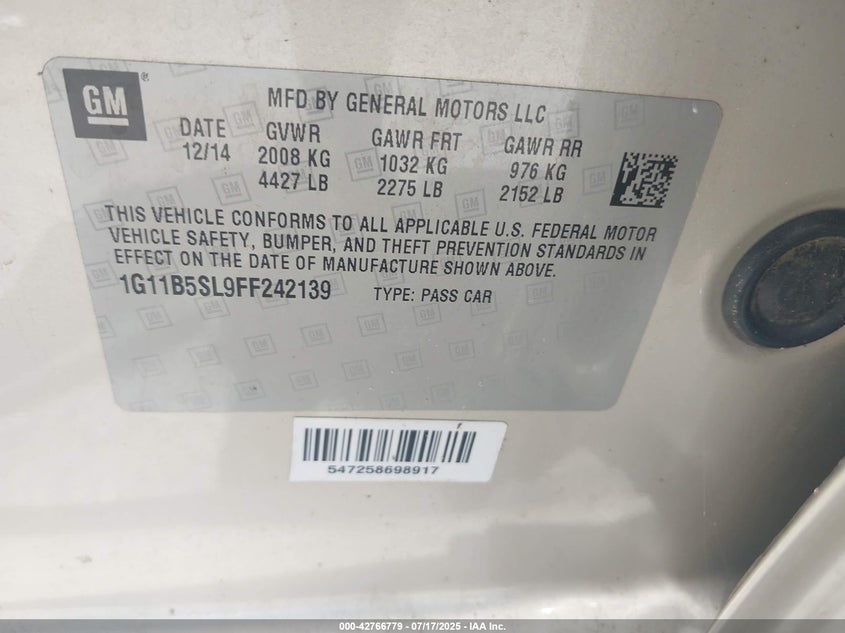 GM®
MFD BY GENERAL MOTORS LLC
DATE GVWR GAWR FRT GAWR RR
12/14 2008 KG 1032 KG 976 KG
4427 LB 2275 LB 2152 LB
THIS VEHICLE CONFORMS TO ALL APPLICABLE U.S. FEDERAL MOTOR
VEHICLE SAFETY, BUMPER, AND THEFT PREVENTION STANDARDS IN
EFFECT ON THE DATE OF MANUFACTURE SHOWN ABOVE.
1G11B5SL9FF242139 TYPE: PASS CAR
547258698917
000-42766779 - 07/17/2025 - IAA Inc.